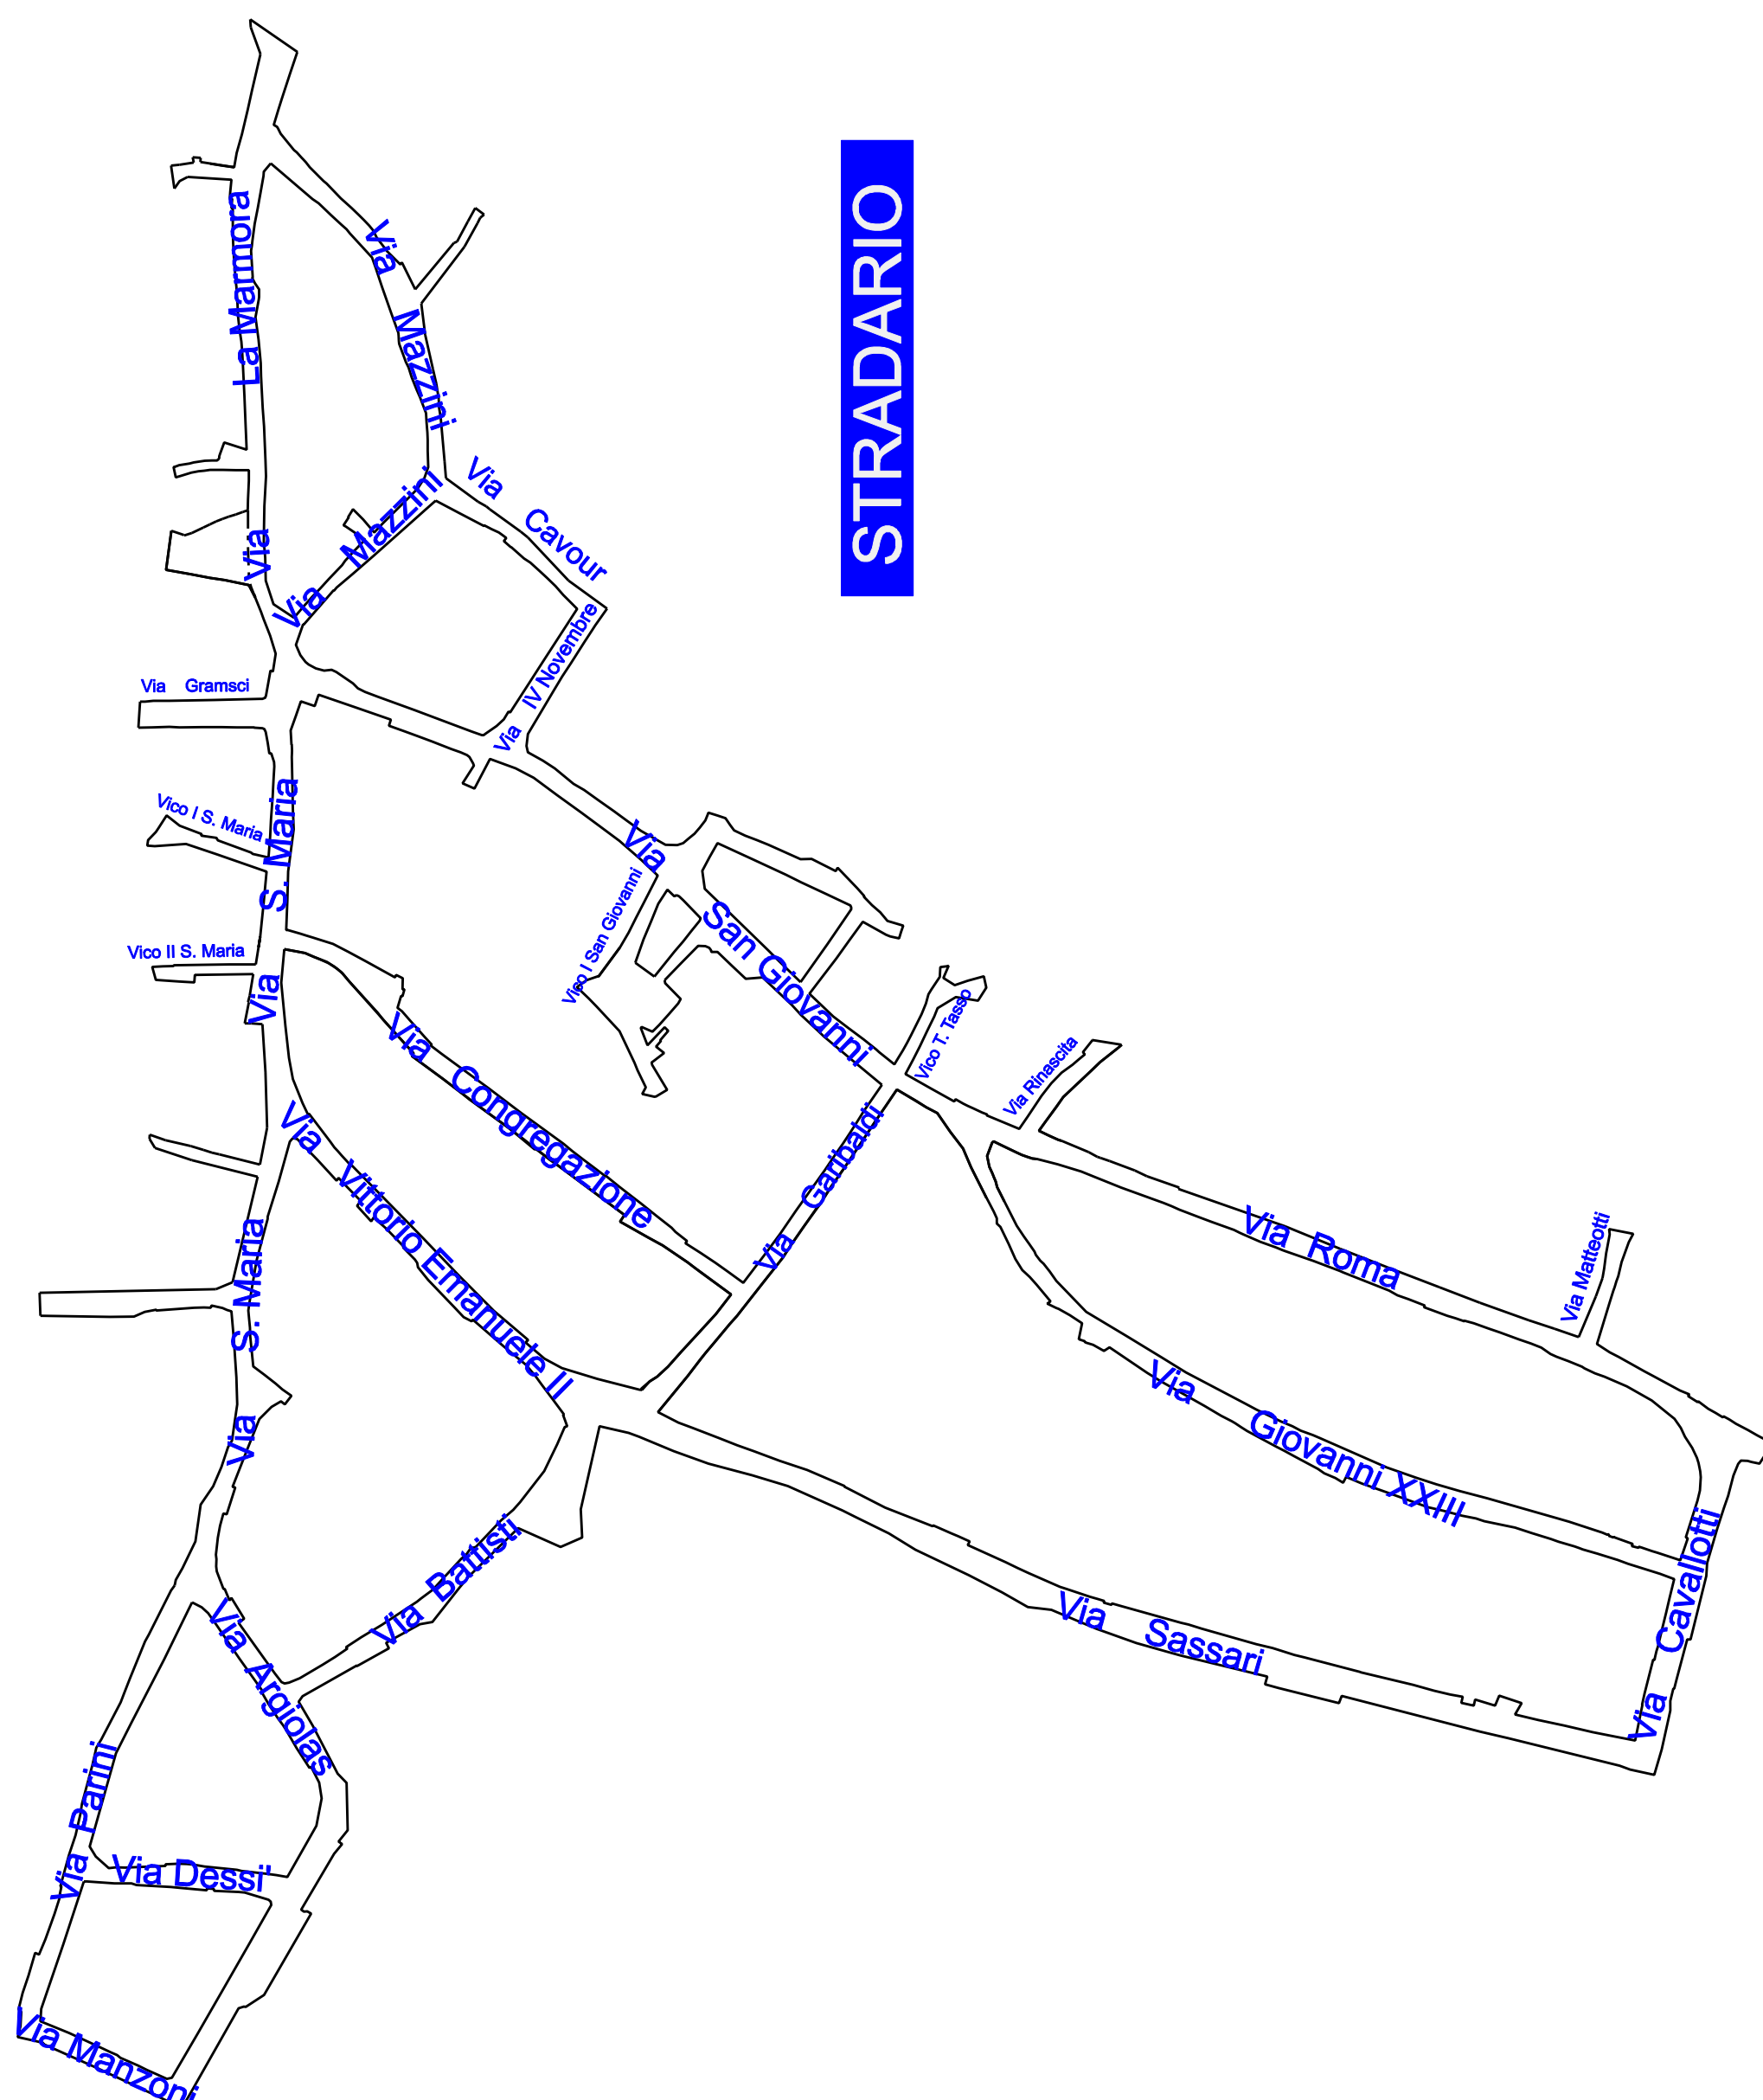 STRADARIO
Via La Marmora
Via Mazzini
Via Mazzini
Via Cavour
Via IV Novembre
Via Gramsci
Vico I S. Maria
Via S. Maria
Vico II S. Maria
Via San Giovanni
Vico I San Giovanni
Vico T. Tasso
Via Rinascita
Via Congregazione
Via Garibaldi
Via Vittorio Emanuele II
Via S. Maria
Via Roma
Via Matteotti
Via Giovanni XXIII
Via Cavallotti
Via Sassari
Via Battisti
Via Argiolas
Via Parini
Via Dessi'
Via Manzoni